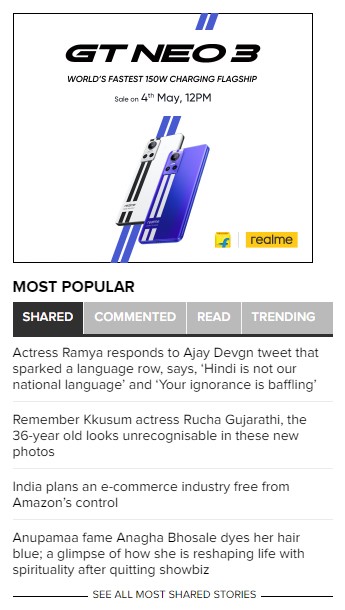 GT NEO 3
WORLD'S FASTEST 150W CHARGING FLAGSHIP
Sale on 4th May, 12PM
realme
MOST POPULAR
SHARED COMMENTED READ TRENDING
Actress Ramya responds to Ajay Devgn tweet that
sparked a language row, says, ‘Hindi is not our
national language’ and ‘Your ignorance is baffling’
Remember Kkusum actress Rucha Gujarathi, the
36-year old looks unrecognisable in these new
photos
India plans an e-commerce industry free from
Amazon’s control
Anupamaa fame Anagha Bhosale dyes her hair
blue; a glimpse of how she is reshaping life with
spirituality after quitting showbiz
SEE ALL MOST SHARED STORIES